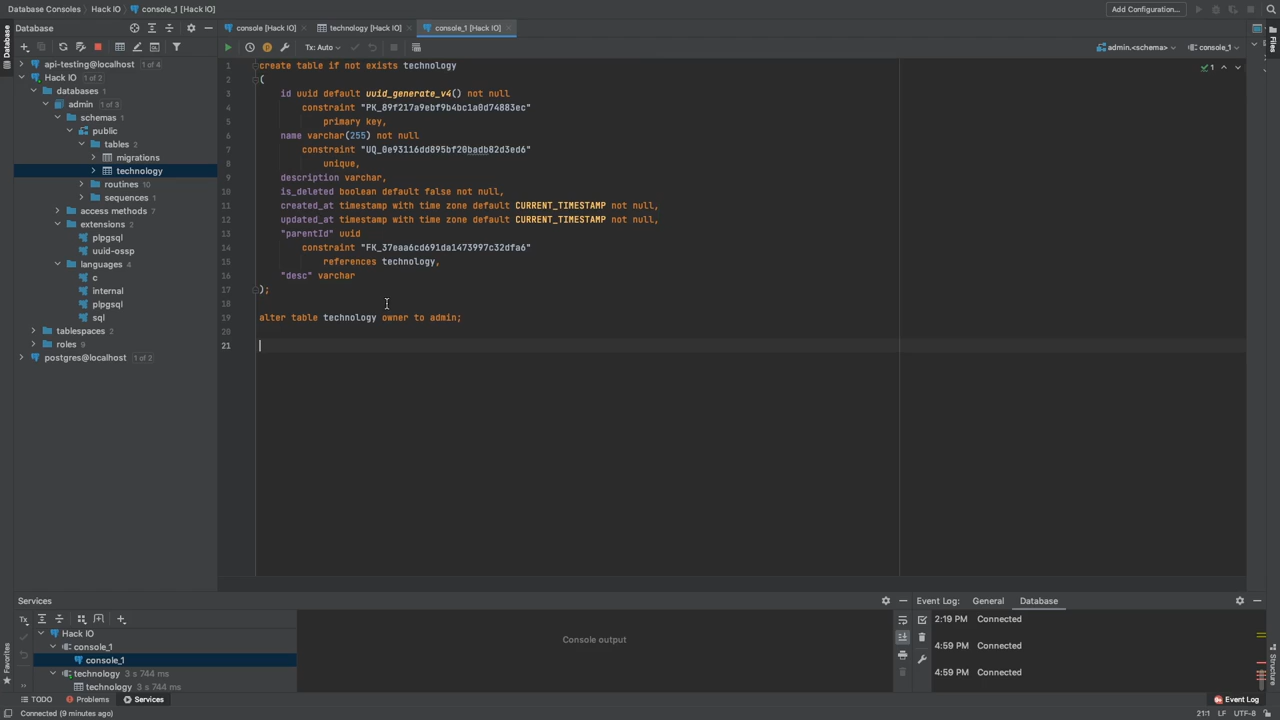 Database Consoles
Hack IO
console_1 [Hack IO]
Add Configuration...
Database
console [Hack IO]
technology [Hack IO]
console_1 [Hack IO]
Tx: Auto
admin.<schema>
console_1
api-testing@localhost 1 of 4
Hack IO 1 of 2
databases 1
admin 1 of 3
schemas 1
public
tables 2
migrations
technology
routines 10
sequences 1
access methods 7
extensions 2
plpgsql
uuid-ossp
languages 4
c
internal
plpgsql
sql
tablespaces 2
roles 9
postgres@localhost 1 of 2
1 create table if not exists technology
2 (
3 id uuid default uuid_generate_v4() not null
4 constraint "PK_89f217a9ebf9b4bc1a0d74883ec"
5 primary key,
6 name varchar(255) not null
7 constraint "UQ_0e93116dd895bf20badb82d3ed6"
8 unique,
9 description varchar,
10 is_deleted boolean default false not null,
11 created_at timestamp with time zone default CURRENT_TIMESTAMP not null,
12 updated_at timestamp with time zone default CURRENT_TIMESTAMP not null,
13 "parentId" uuid
14 constraint "FK_37eaa6cd691da1473997c32dfa6"
15 references technology,
16 "desc" varchar
17 );
18
19 alter table technology owner to admin;
20
21
1
Database
Files
Favorites
Structure
Services
Tx
Hack IO
console_1
console_1
technology 3 s 744 ms
technology 3 s 744 ms
Console output
Event Log:
General
Database
2:19 PM Connected
4:59 PM Connected
4:59 PM Connected
TODO
Problems
Services
Event Log
Connected (9 minutes ago)
21:1
LF
UTF-8